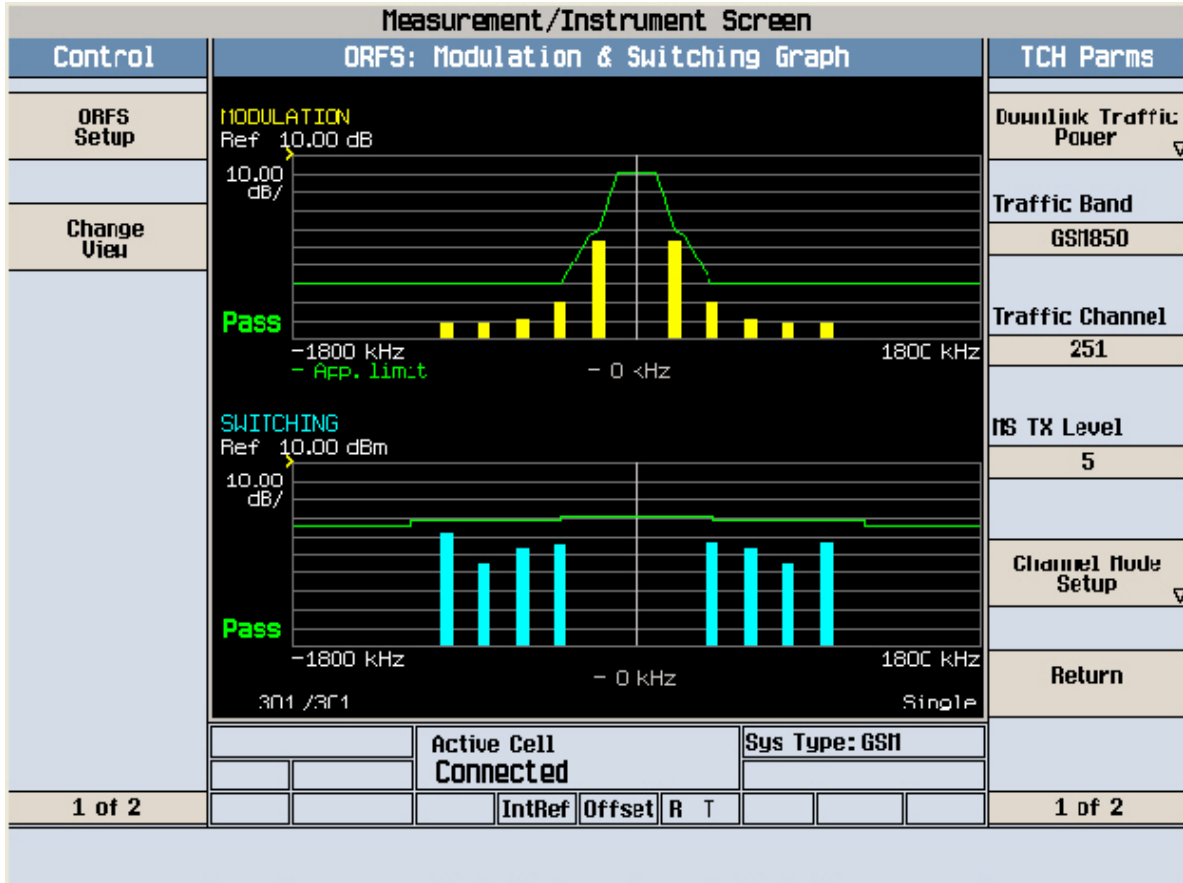 Measurement/Instrument Screen
Control
ORFS: Modulation & Switching Graph
TCH Parms
ORFS
Setup
Change
View
1 of 2
MODULATION
Ref 10.00 dB
10.00
dB/
Pass
-1800 kHz
1800 kHz
- App. limit
- 0 kHz
SWITCHING
Ref 10.00 dBm
10.00
dB/
Pass
-1800 kHz
1800 kHz
- 0 kHz
301 /301
Single
Active Cell
Connected
Sys Type: GSM
IntRef
Offset
R T
Downlink Traffic
Power
Traffic Band
GSM850
Traffic Channel
251
MS TX Level
5
Channel Mode
Setup
Return
1 of 2